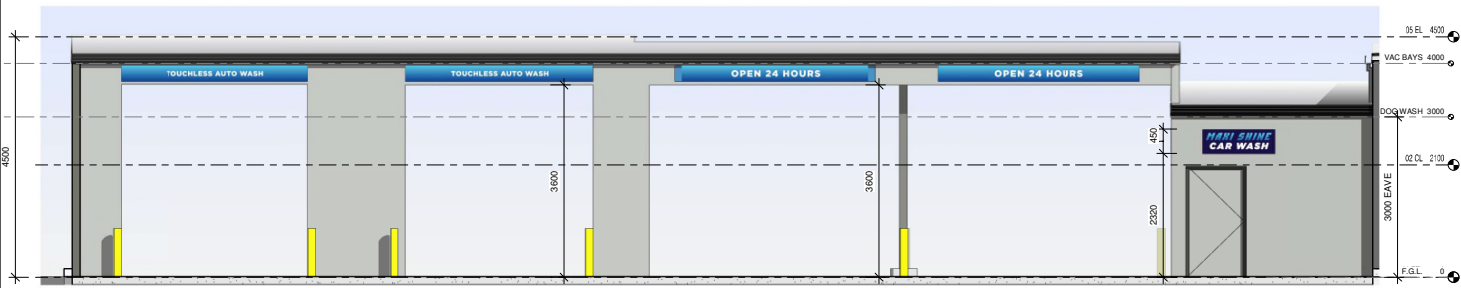 05 EL 4500
VAC BAYS 4000
TOUCHLESS AUTO WASH
TOUCHLESS AUTO WASH
OPEN 24 HOURS
OPEN 24 HOURS
DOG WASH 3000
450
MAXI SHINE
CAR WASH
4500
02 CL 2100
3600
3600
2320
3000 EAVE
F.G.L. 0